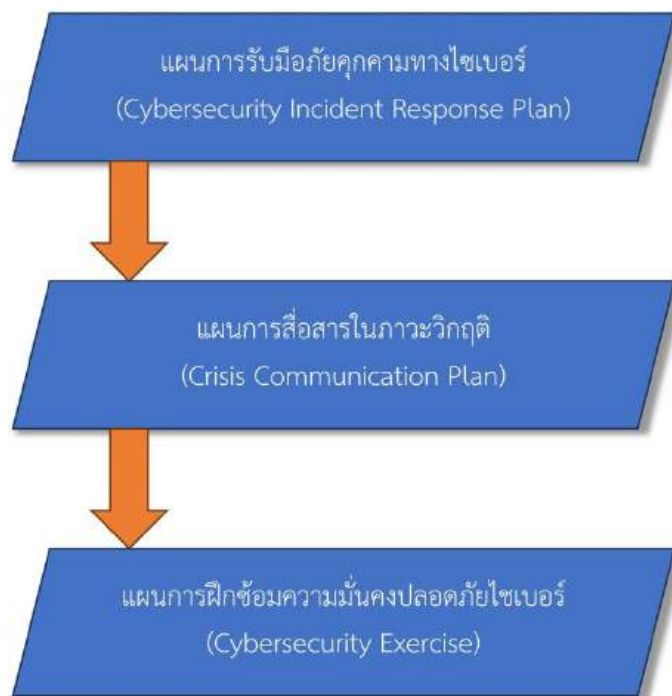 แผนการรับมือภัยคุกคามทางไซเบอร์
(Cybersecurity Incident Response Plan)
แผนการสื่อสารในภาวะวิกฤติ
(Crisis Communication Plan)
แผนการฝึกซ้อมความมั่นคงปลอดภัยไซเบอร์
(Cybersecurity Exercise)